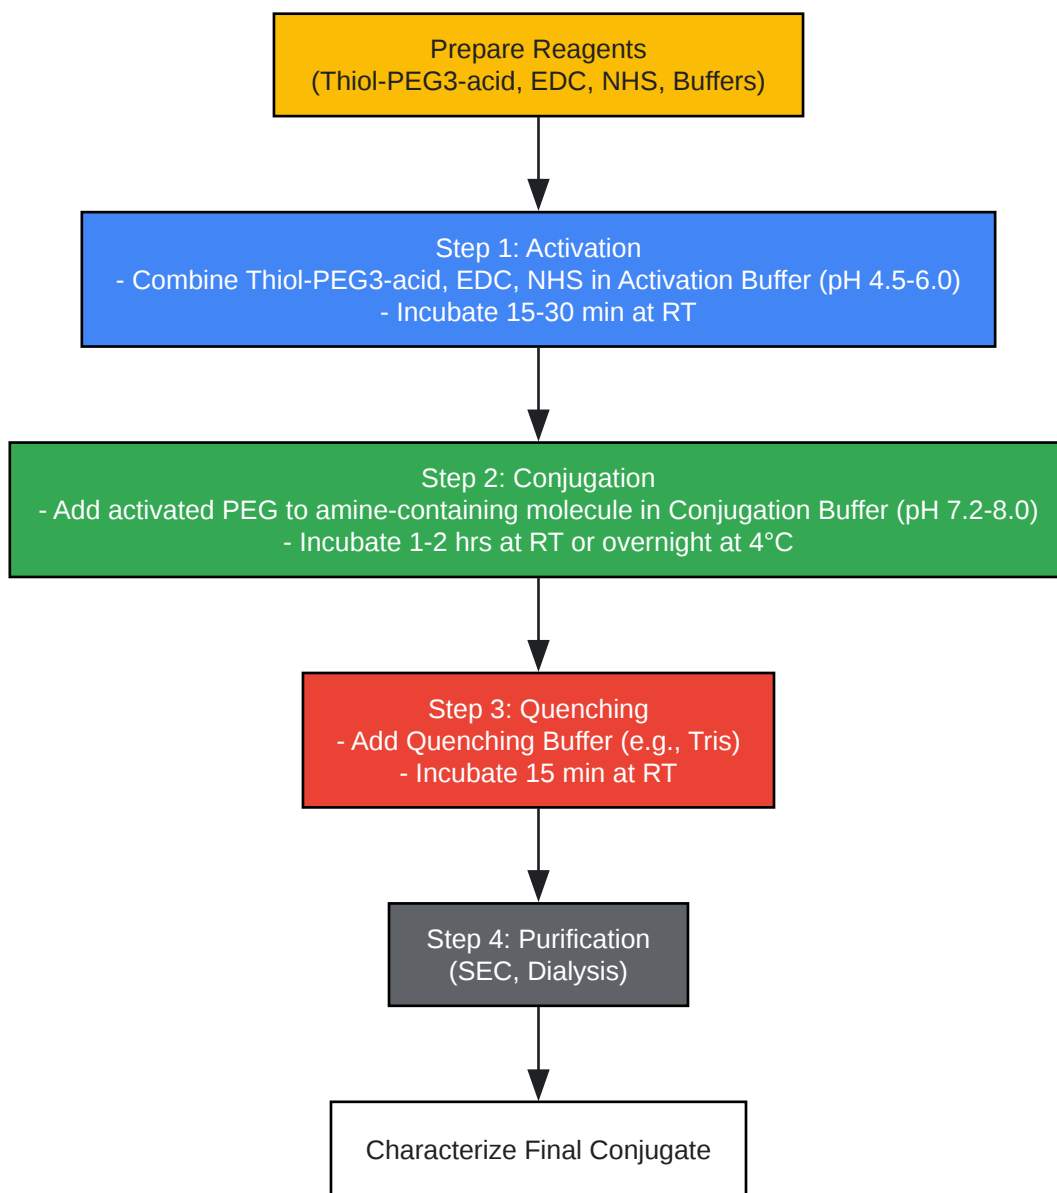 Prepare Reagents
(Thiol-PEG3-acid, EDC, NHS, Buffers)
Step 1: Activation
- Combine Thiol-PEG3-acid, EDC, NHS in Activation Buffer (pH 4.5-6.0)
- Incubate 15-30 min at RT
Step 2: Conjugation
- Add activated PEG to amine-containing molecule in Conjugation Buffer (pH 7.2-8.0)
- Incubate 1-2 hrs at RT or overnight at 4°C
Step 3: Quenching
- Add Quenching Buffer (e.g., Tris)
- Incubate 15 min at RT
Step 4: Purification
(SEC, Dialysis)
Characterize Final Conjugate